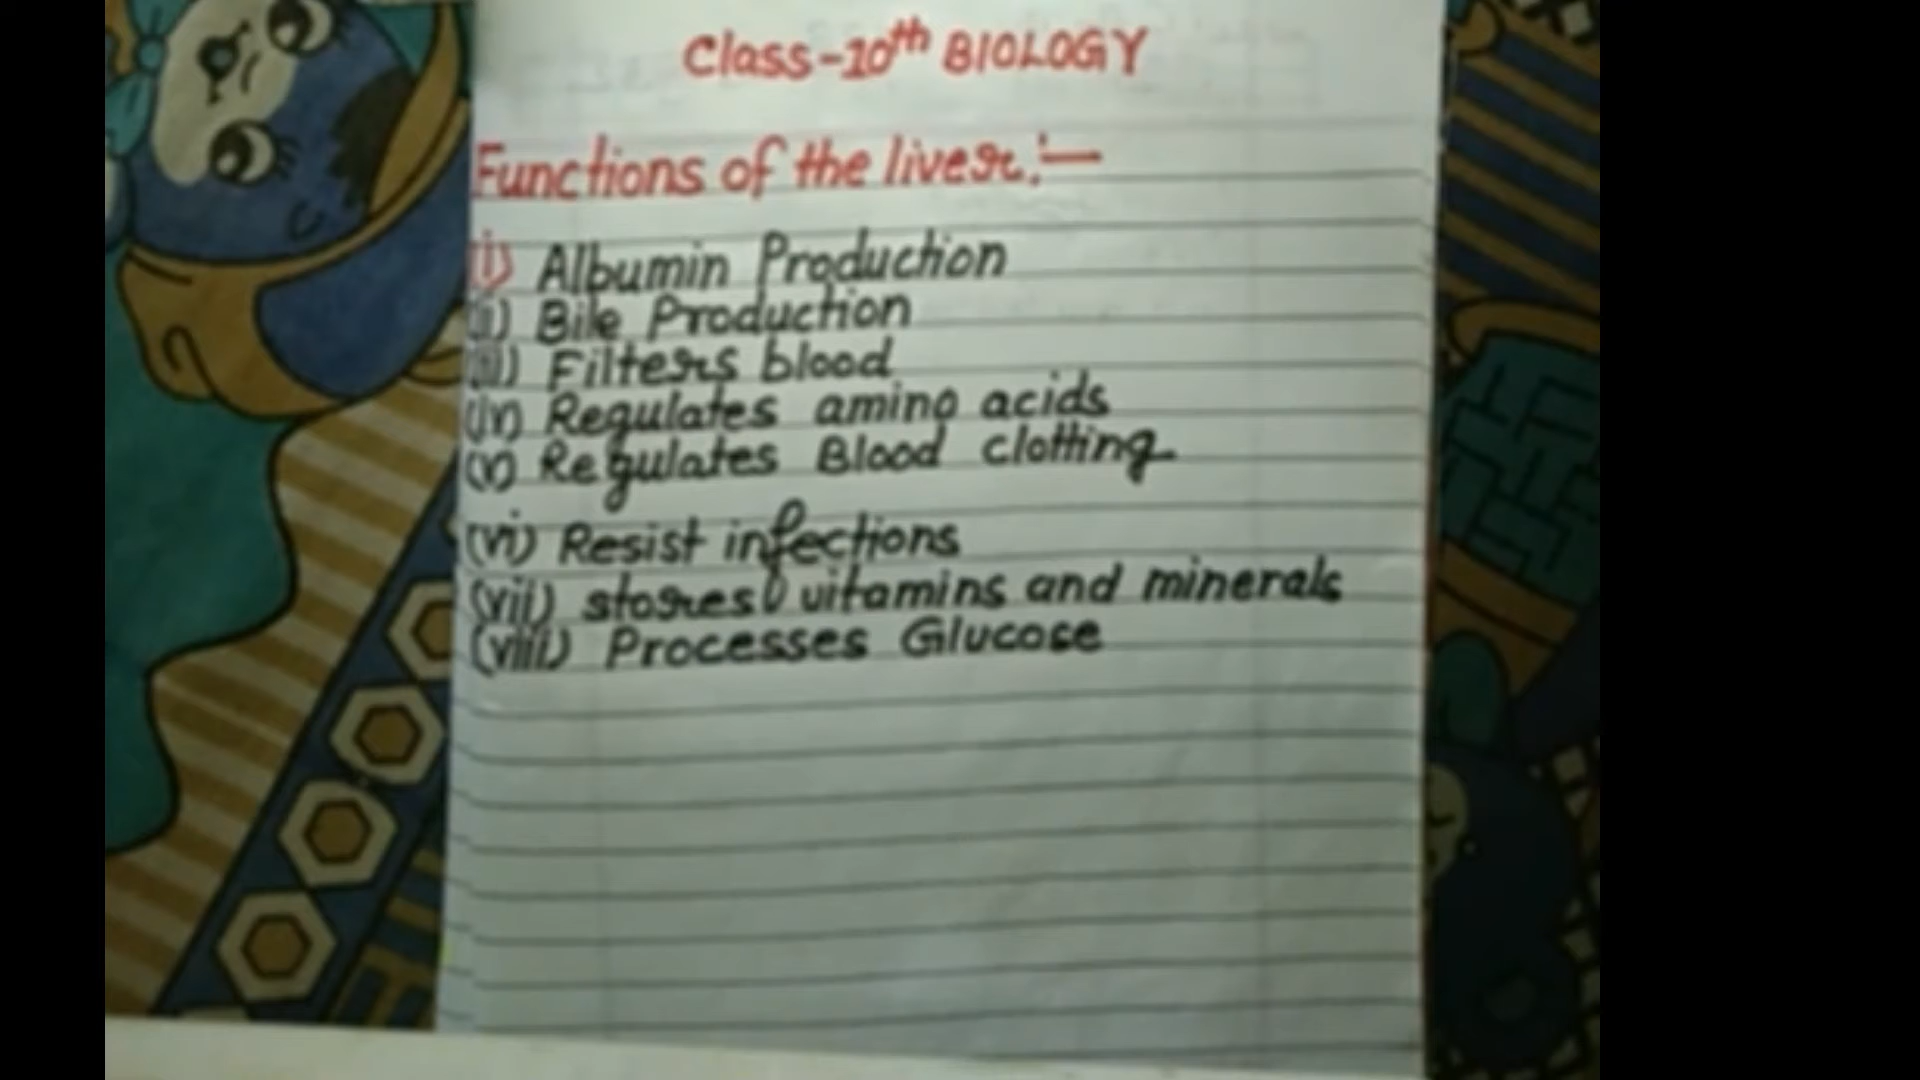 Class-10th BIOLOGY
Functions of the liver:-
(i) Albumin Production
(ii) Bile Production
(iii) Filters blood
(iv) Regulates amino acids
(v) Regulates Blood clotting
(vi) Resist infections
(vii) stores vitamins and minerals
(viii) Processes Glucose